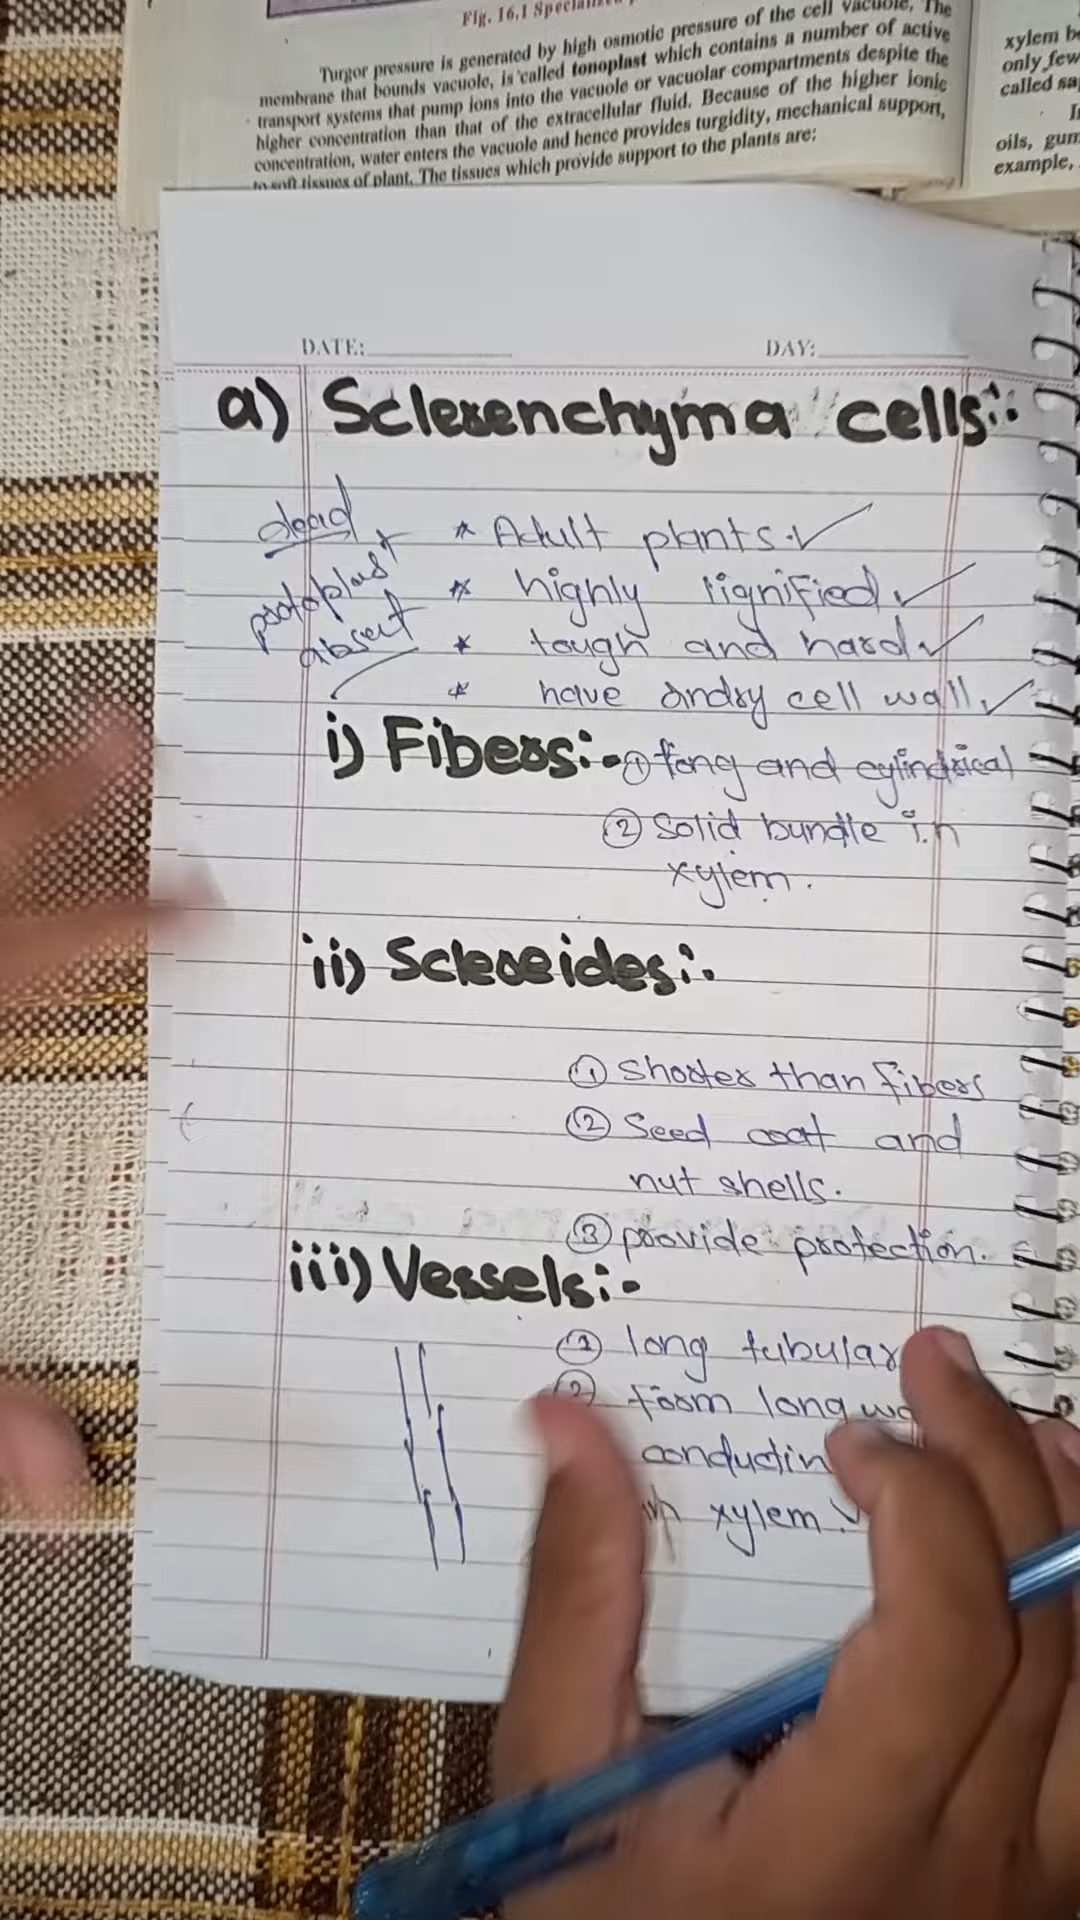 Fig. 16.1
Turgor pressure is generated by high osmotic pressure of the cell vacuole, The
membrane that bounds vacuole, is called tonoplast which contains a number of active
transport systems that pump ions into the vacuole or vacuolar compartments despite the
higher concentration than that of the extracellular fluid. Because of the higher ionic
concentration, water enters the vacuole and hence provides turgidity, mechanical support,
to soft tissues of plant. The tissues which provide support to the plants are:
xylem
only few
called
oils, gum
example,
DATE:
DAY:
a) Sclerenchyma cells:-
dead
protoplast
absent
* Adult plants.
* highly lignified
* tough and hard
* have 2ndry cell wall
i) Fibers:- ① long and cylindrical
② Solid bundle in
xylem.
ii) Sclereides:-
① Shorter than fibers
② Seed coat and
nut shells.
③ provide protection.
iii) Vessels:-
① long tubular
② form long
conductin
xylem.